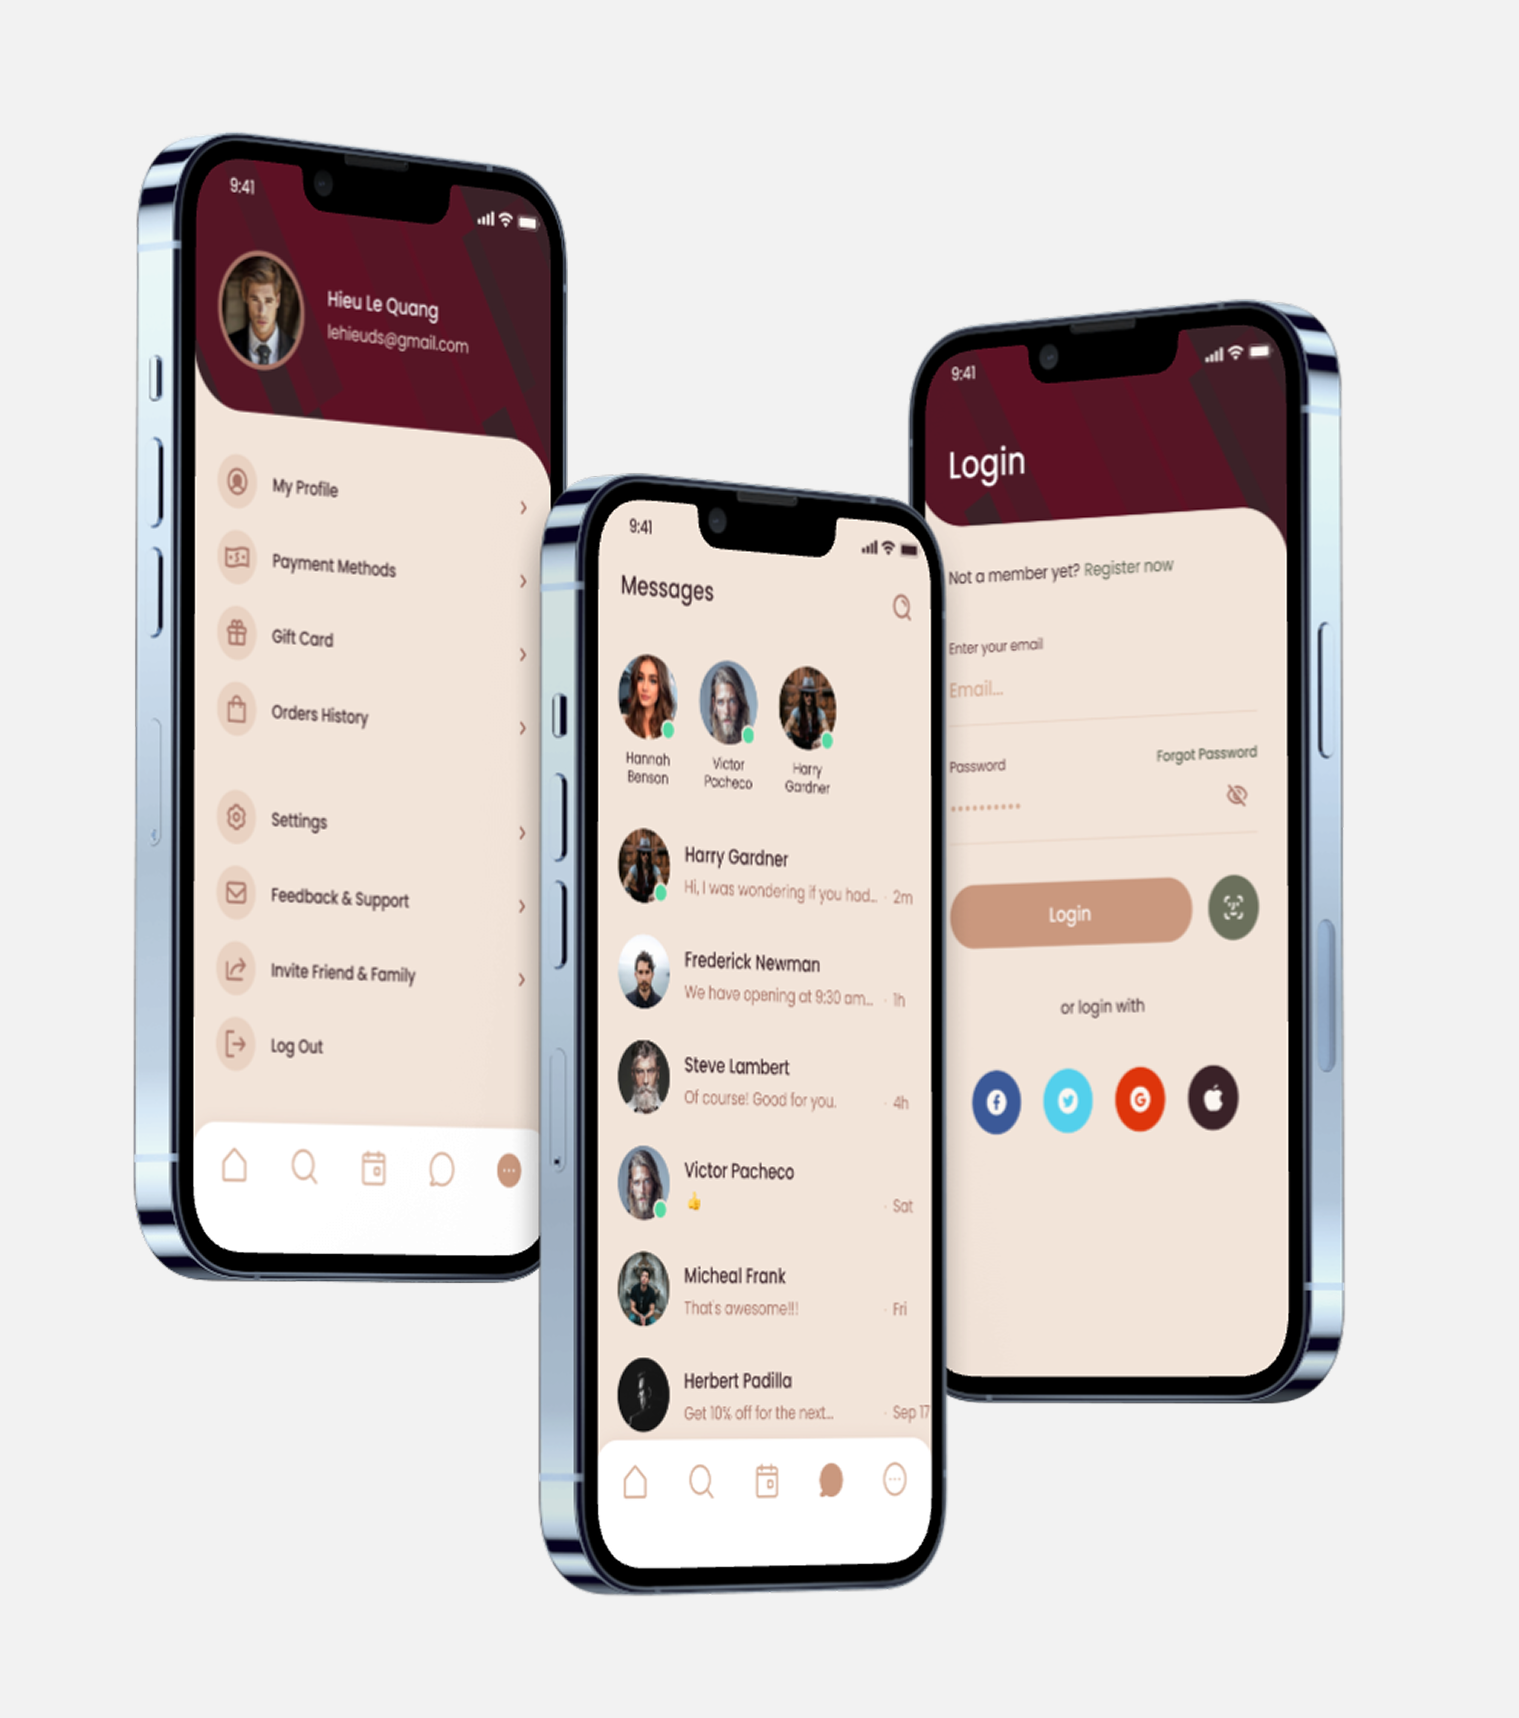 9:41
Hieu Le Quang
lehieuds@gmail.com
My Profile
Payment Methods
Gift Card
Orders History
Settings
Feedback & Support
Invite Friend & Family
Log Out
9:41
Messages
Hannah
Benson
Victor
Pacheco
Harry
Gardner
Harry Gardner
Hi, I was wondering if you had... · 2m
Frederick Newman
We have opening at 9:30 am... · 1h
Steve Lambert
Of course! Good for you. · 4h
Victor Pacheco
👍 · Sat
Micheal Frank
That's awesome!!! · Fri
Herbert Padilla
Get 10% off for the next... · Sep 17
9:41
Login
Not a member yet? Register now
Enter your email
Email...
Password Forgot Password
••••••••••
Login
or login with